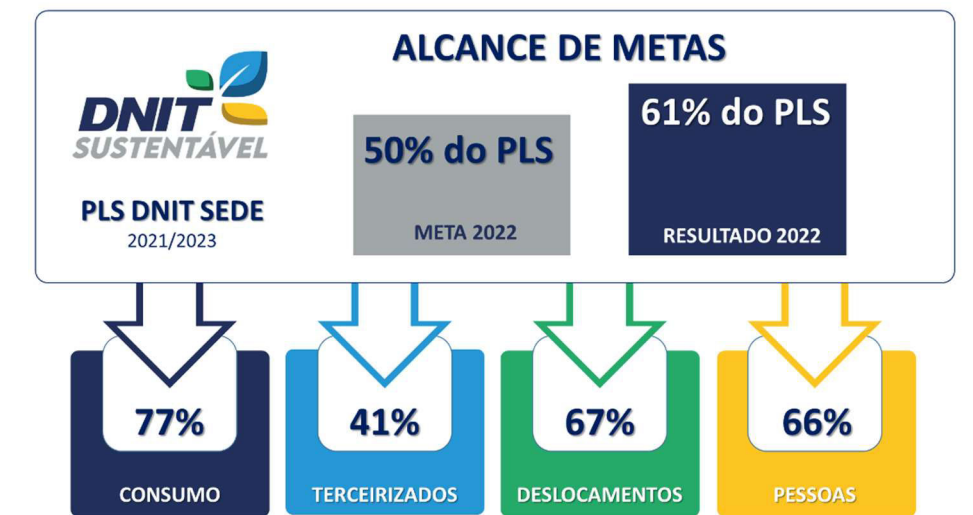 ALCANCE DE METAS
DNIT
SUSTENTÁVEL
PLS DNIT SEDE
2021/2023
50% do PLS
META 2022
61% do PLS
RESULTADO 2022
77%
CONSUMO
41%
TERCEIRIZADOS
67%
DESLOCAMENTOS
66%
PESSOAS